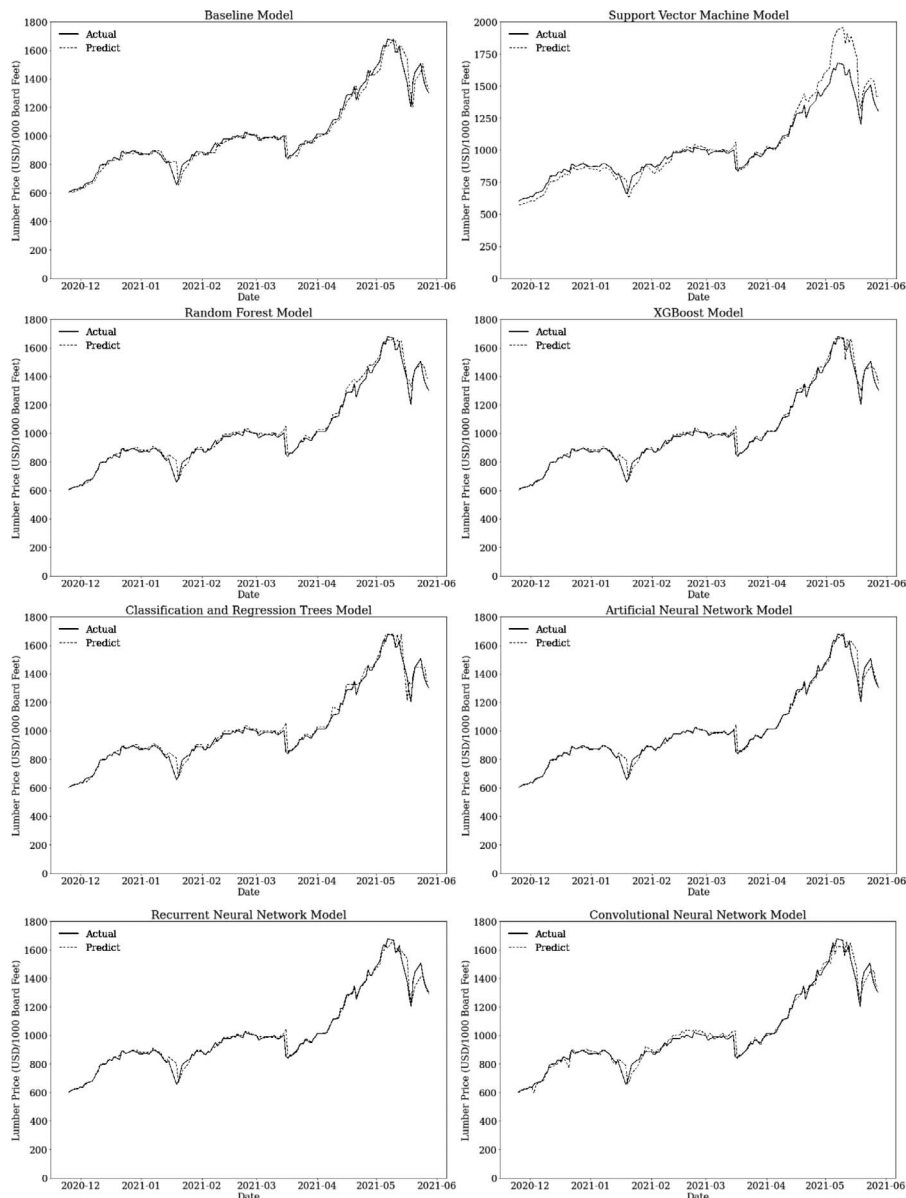 Baseline Model
Lumber Price (USD/1000 Board Feet)
1800
1600
1400
1200
1000
800
600
400
200
0
Actual
Predict
2020-12 2021-01 2021-02 2021-03 2021-04 2021-05 2021-06
Date
Support Vector Machine Model
Lumber Price (USD/1000 Board Feet)
2000
1750
1500
1250
1000
750
500
250
0
Actual
Predict
2020-12 2021-01 2021-02 2021-03 2021-04 2021-05 2021-06
Date
Random Forest Model
Lumber Price (USD/1000 Board Feet)
1800
1600
1400
1200
1000
800
600
400
200
0
Actual
Predict
2020-12 2021-01 2021-02 2021-03 2021-04 2021-05 2021-06
Date
XGBoost Model
Lumber Price (USD/1000 Board Feet)
1800
1600
1400
1200
1000
800
600
400
200
0
Actual
Predict
2020-12 2021-01 2021-02 2021-03 2021-04 2021-05 2021-06
Date
Classification and Regression Trees Model
Lumber Price (USD/1000 Board Feet)
1800
1600
1400
1200
1000
800
600
400
200
0
Actual
Predict
2020-12 2021-01 2021-02 2021-03 2021-04 2021-05 2021-06
Date
Artificial Neural Network Model
Lumber Price (USD/1000 Board Feet)
1800
1600
1400
1200
1000
800
600
400
200
0
Actual
Predict
2020-12 2021-01 2021-02 2021-03 2021-04 2021-05 2021-06
Date
Recurrent Neural Network Model
Lumber Price (USD/1000 Board Feet)
1800
1600
1400
1200
1000
800
600
400
200
0
Actual
Predict
2020-12 2021-01 2021-02 2021-03 2021-04 2021-05 2021-06
Date
Convolutional Neural Network Model
Lumber Price (USD/1000 Board Feet)
1800
1600
1400
1200
1000
800
600
400
200
0
Actual
Predict
2020-12 2021-01 2021-02 2021-03 2021-04 2021-05 2021-06
Date